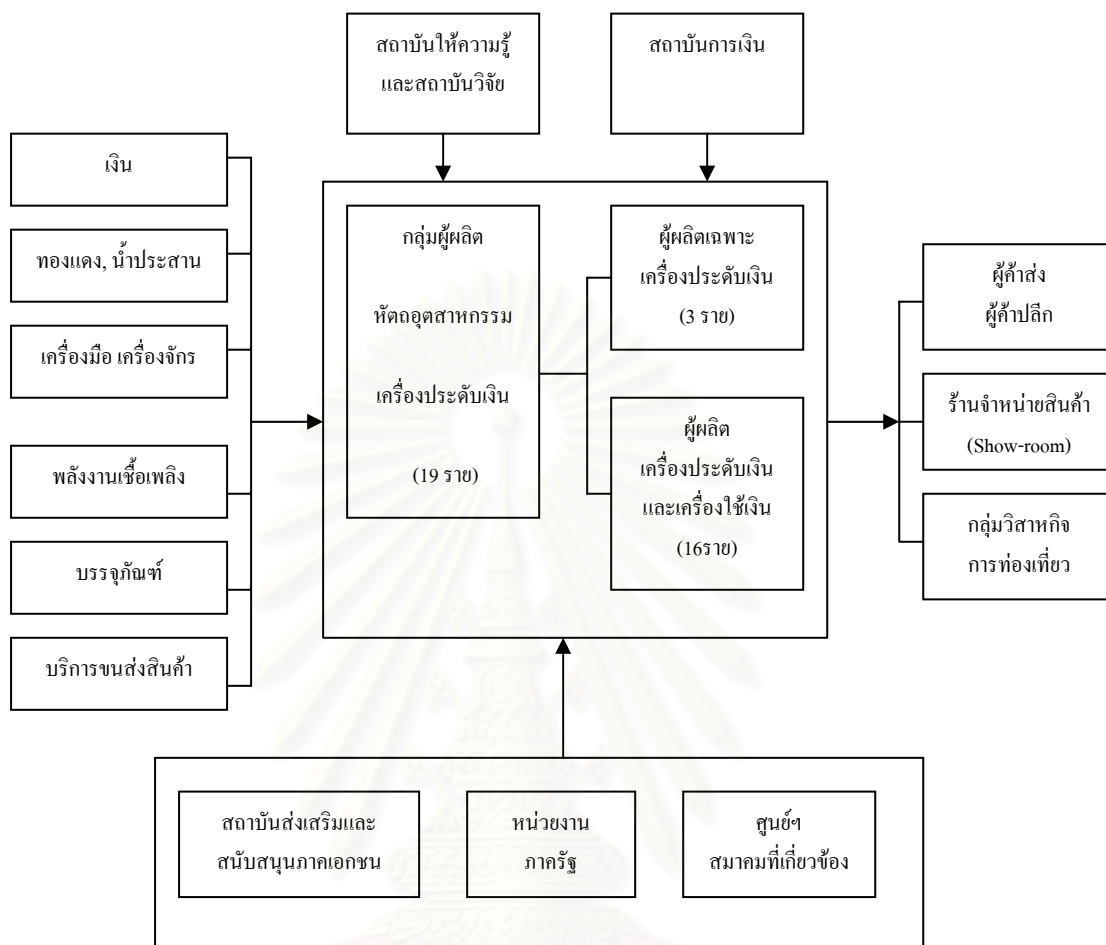 สถาบันให้ความรู้
และสถาบันวิจัย
สถาบันการเงิน
เงิน
ทองแดง, น้ำประสาน
เครื่องมือ เครื่องจักร
พลังงานเชื้อเพลิง
บรรจุภัณฑ์
บริการขนส่งสินค้า
กลุ่มผู้ผลิต
หัตถอุตสาหกรรม
เครื่องประดับเงิน
(19 ราย)
ผู้ผลิตเฉพาะ
เครื่องประดับเงิน
(3 ราย)
ผู้ผลิต
เครื่องประดับเงิน
และเครื่องใช้เงิน
(16ราย)
ผู้ค้าส่ง
ผู้ค้าปลีก
ร้านจำหน่ายสินค้า
(Show-room)
กลุ่มวิสาหกิจ
การท่องเที่ยว
สถาบันส่งเสริมและ
สนับสนุนภาคเอกชน
หน่วยงาน
ภาครัฐ
ศูนย์ฯ
สมาคมที่เกี่ยวข้อง